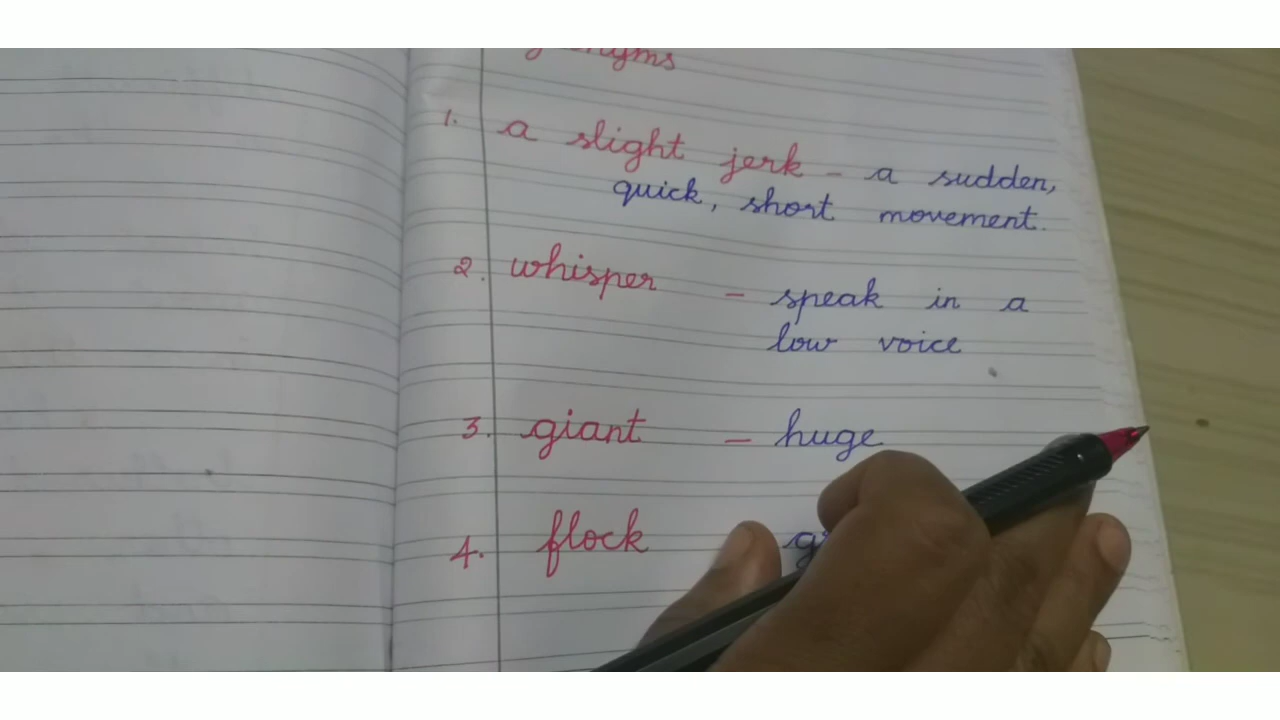 1. a slight jerk - a sudden,
quick, short movement.
2. whisper - speak in a
low voice
3. giant - huge
4. flock